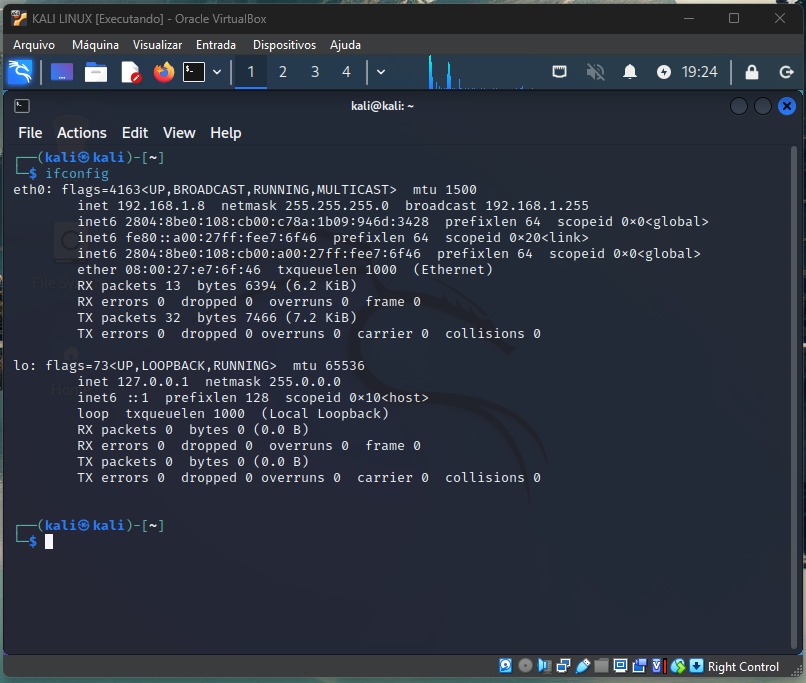 KALI LINUX [Executando] - Oracle VirtualBox
Arquivo Máquina Visualizar Entrada Dispositivos Ajuda
1 2 3 4 19:24
kali@kali: ~
File Actions Edit View Help
┌──(kali㉿kali)-[~]
└─$ ifconfig
eth0: flags=4163<UP,BROADCAST,RUNNING,MULTICAST>  mtu 1500
        inet 192.168.1.8  netmask 255.255.255.0  broadcast 192.168.1.255
        inet6 2804:8be0:108:cb00:c78a:1b09:946d:3428  prefixlen 64  scopeid 0×0<global>
        inet6 fe80::a00:27ff:fee7:6f46  prefixlen 64  scopeid 0×20<link>
        inet6 2804:8be0:108:cb00:a00:27ff:fee7:6f46  prefixlen 64  scopeid 0×0<global>
        ether 08:00:27:e7:6f:46  txqueuelen 1000  (Ethernet)
        RX packets 13  bytes 6394 (6.2 KiB)
        RX errors 0  dropped 0  overruns 0  frame 0
        TX packets 32  bytes 7466 (7.2 KiB)
        TX errors 0  dropped 0 overruns 0  carrier 0  collisions 0
lo: flags=73<UP,LOOPBACK,RUNNING>  mtu 65536
        inet 127.0.0.1  netmask 255.0.0.0
        inet6 ::1  prefixlen 128  scopeid 0×10<host>
        loop  txqueuelen 1000  (Local Loopback)
        RX packets 0  bytes 0 (0.0 B)
        RX errors 0  dropped 0  overruns 0  frame 0
        TX packets 0  bytes 0 (0.0 B)
        TX errors 0  dropped 0 overruns 0  carrier 0  collisions 0
┌──(kali㉿kali)-[~]
└─$
Right Control